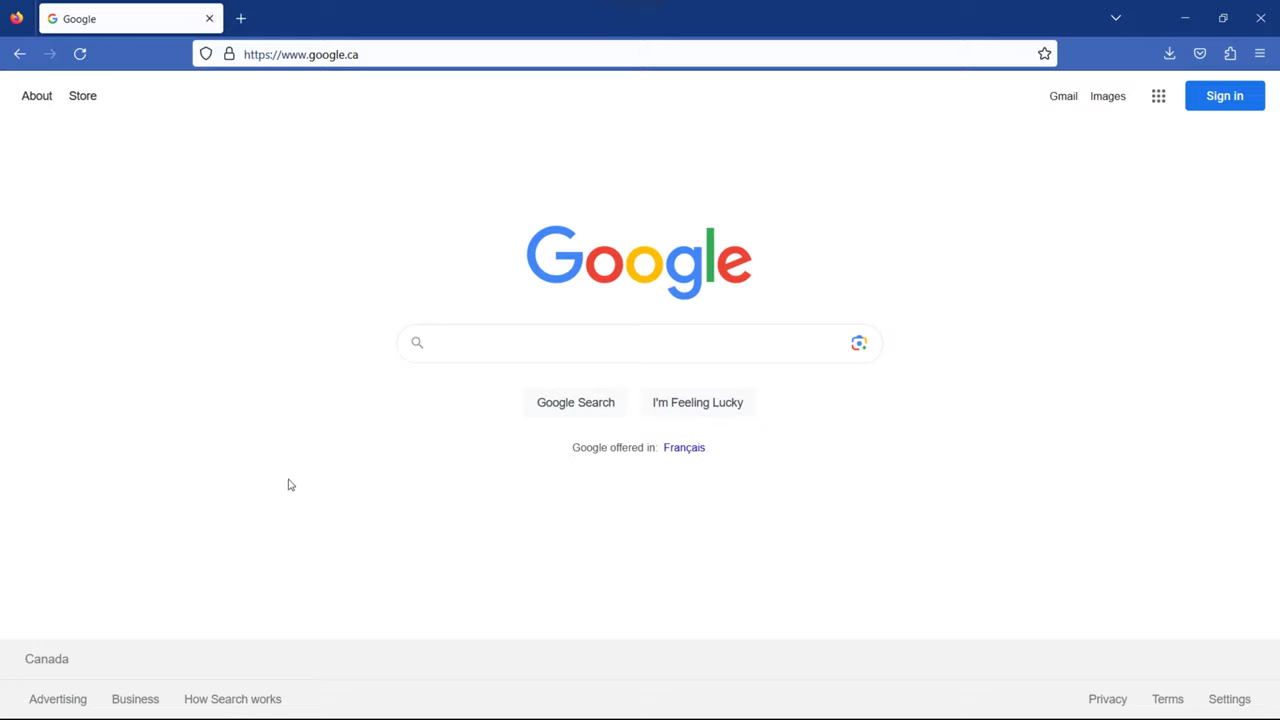 Google
https://www.google.ca
About Store
Gmail Images Sign in
Google
Google Search I'm Feeling Lucky
Google offered in: Français
Canada
Advertising Business How Search works
Privacy Terms Settings